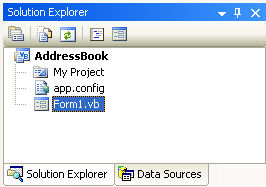 Solution Explorer
AddressBook
My Project
app.config
Form1.vb
Solution Explorer Data Sources